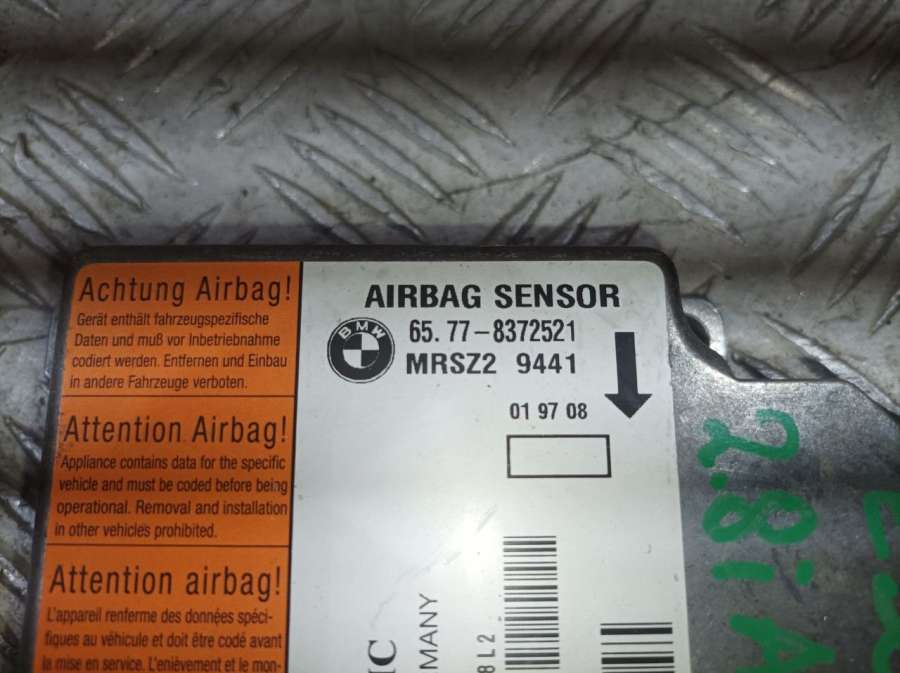 Achtung Airbag!
Gerät enthält fahrzeugspezifische
Daten und muß vor Inbetriebnahme
codiert werden. Entfernen und Einbau
in andere Fahrzeuge verboten.
Attention Airbag!
Appliance contains data for the specific
vehicle and must be coded before being
operational. Removal and installation
in other vehicles prohibited.
Attention airbag!
L'appareil renferme des données spéci-
fiques au véhicule et doit être codé avant
la mise en service. L'enièvement et le mon-
AIRBAG SENSOR
BMW
65.77-8372521
MRSZ2 9441
01 97 08
IC
MANY
8 L2
2.8i A